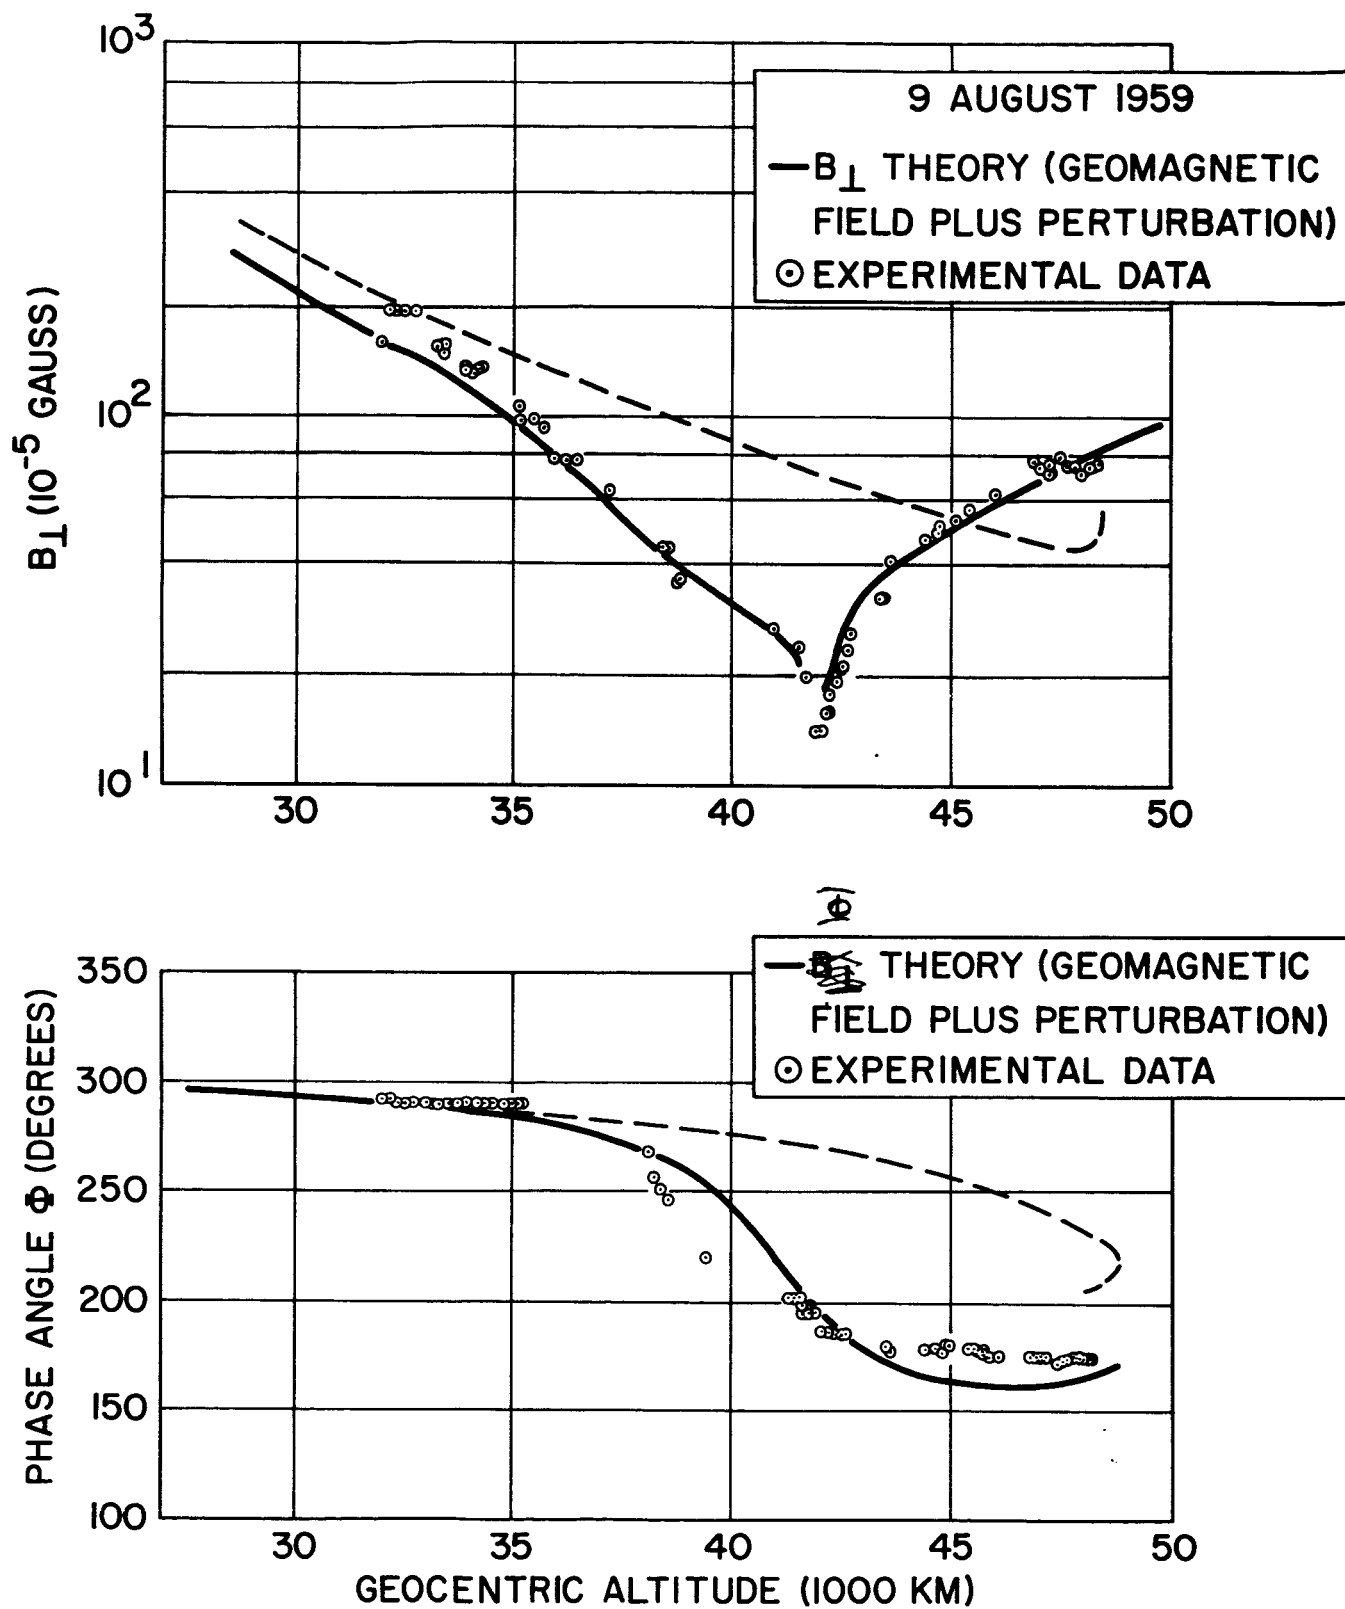 10³
10²
10¹
B⊥ (10⁻⁵ GAUSS)
9 AUGUST 1959
B⊥ THEORY (GEOMAGNETIC
FIELD PLUS PERTURBATION)
⊙ EXPERIMENTAL DATA
30 35 40 45 50
350
300
250
200
150
100
PHASE ANGLE Φ (DEGREES)
Φ
B⊥ THEORY (GEOMAGNETIC
FIELD PLUS PERTURBATION)
⊙ EXPERIMENTAL DATA
30 35 40 45 50
GEOCENTRIC ALTITUDE (1000 KM)